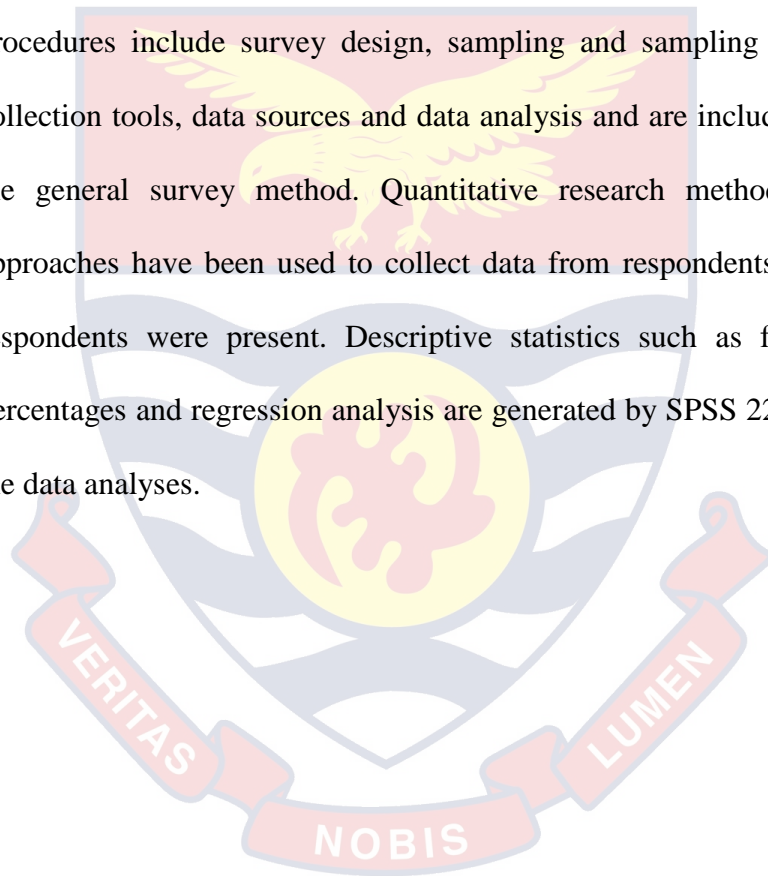 rocedures include survey design, sampling and sampling
ollection tools, data sources and data analysis and are includ
e general survey method. Quantitative research metho
pproaches have been used to collect data from respondents
spondents were present. Descriptive statistics such as f
ercentages and regression analysis are generated by SPSS 22
e data analyses.
VERITAS
NOBIS
LUMEN